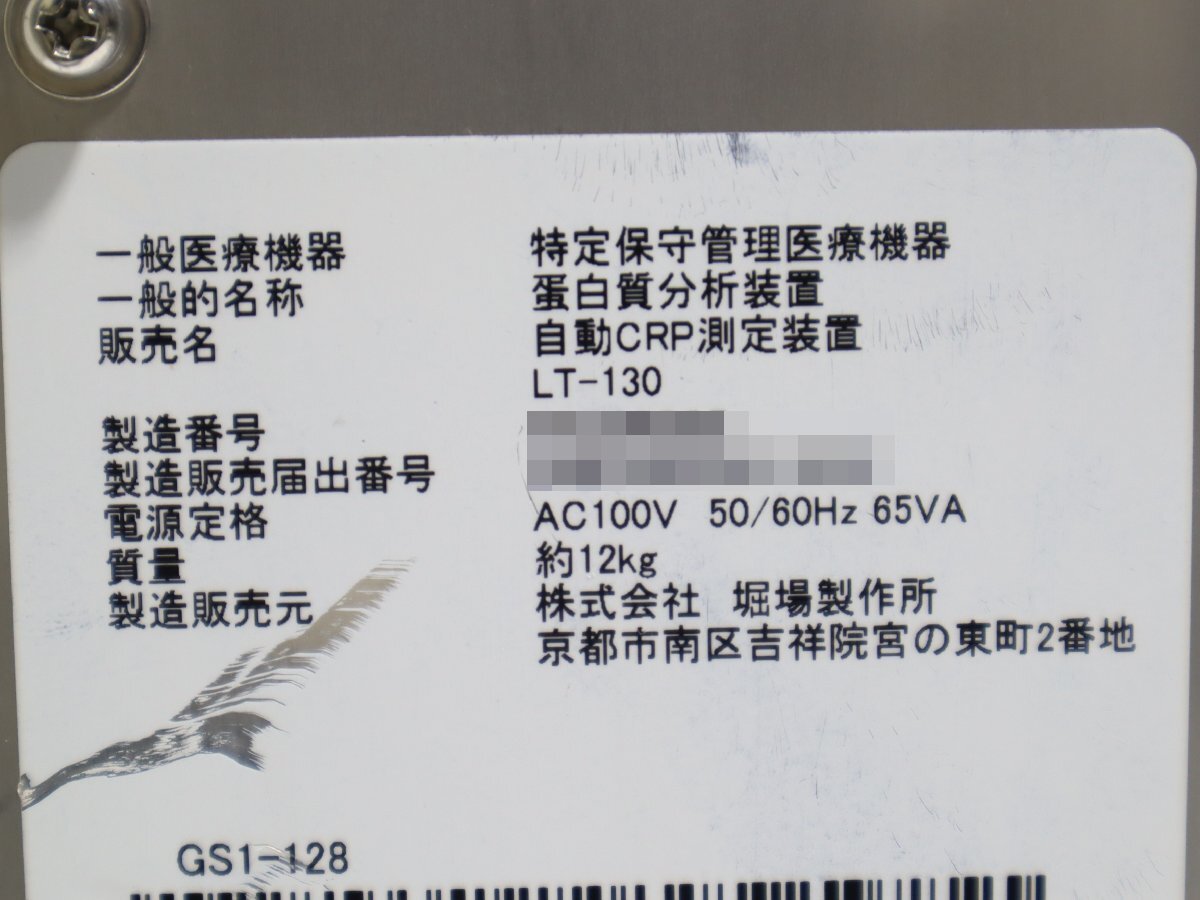 一般医療機器 特定保守管理医療機器
一般的名称 蛋白質分析装置
販売名 自動CRP測定装置
LT-130
製造番号
製造販売届出番号
電源定格 AC100V 50/60Hz 65VA
質量 約12kg
製造販売元 株式会社 堀場製作所
京都市南区吉祥院宮の東町2番地
GS1-128